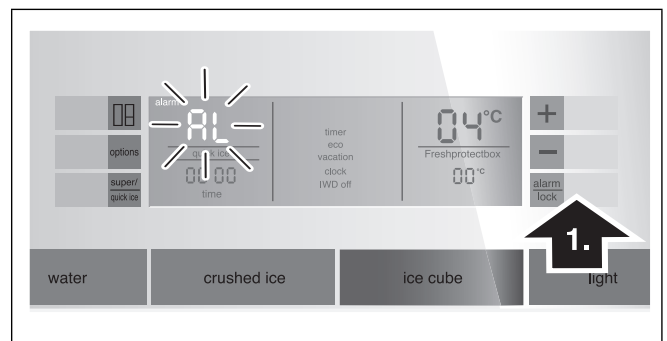 alarm
AL
quick ice
00:00
time
timer
eco
vacation
clock
IWD off
04°C
Freshprotectbox
00°C
options
super/
quick ice
+
−
alarm
lock
1.
water
crushed ice
ice cube
light